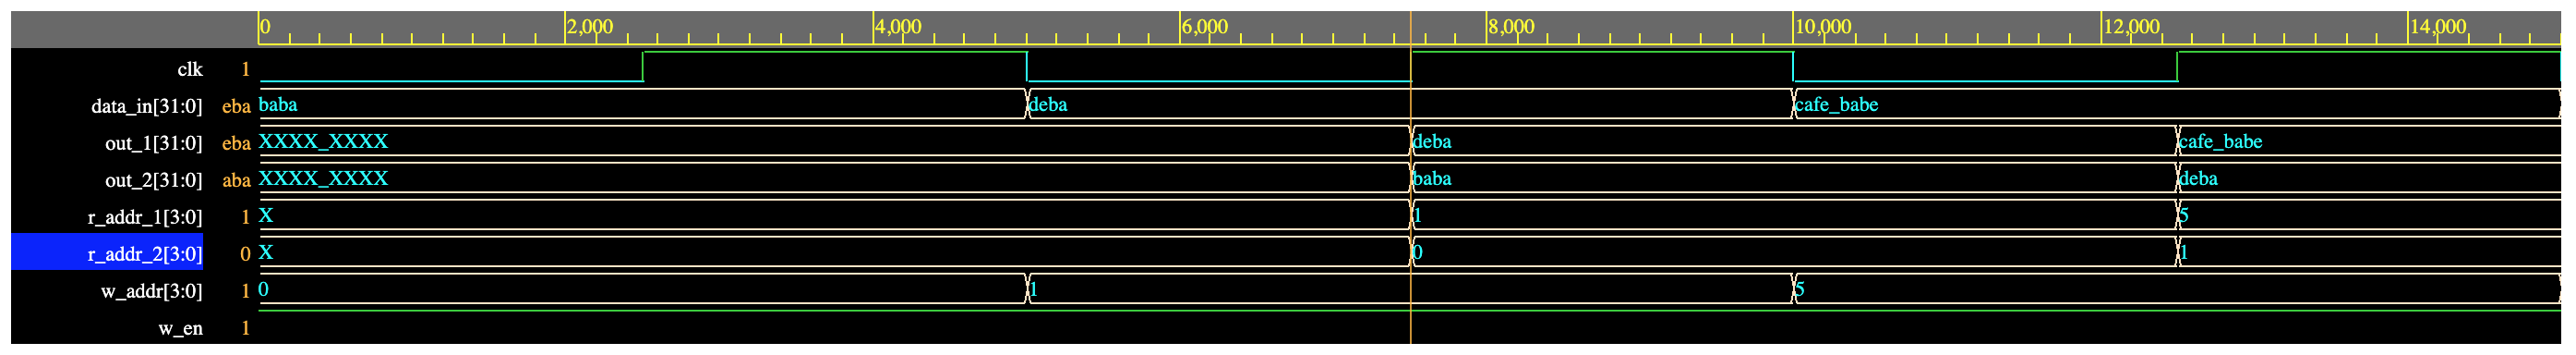 0 2,000 4,000 6,000 8,000 10,000 12,000 14,000
clk 1
data_in[31:0] eba baba deba cafe_babe
out_1[31:0] eba XXXX_XXXX deba cafe_babe
out_2[31:0] aba XXXX_XXXX baba deba
r_addr_1[3:0] 1 X 1 5
r_addr_2[3:0] 0 X 0 1
w_addr[3:0] 1 0 1 5
w_en 1